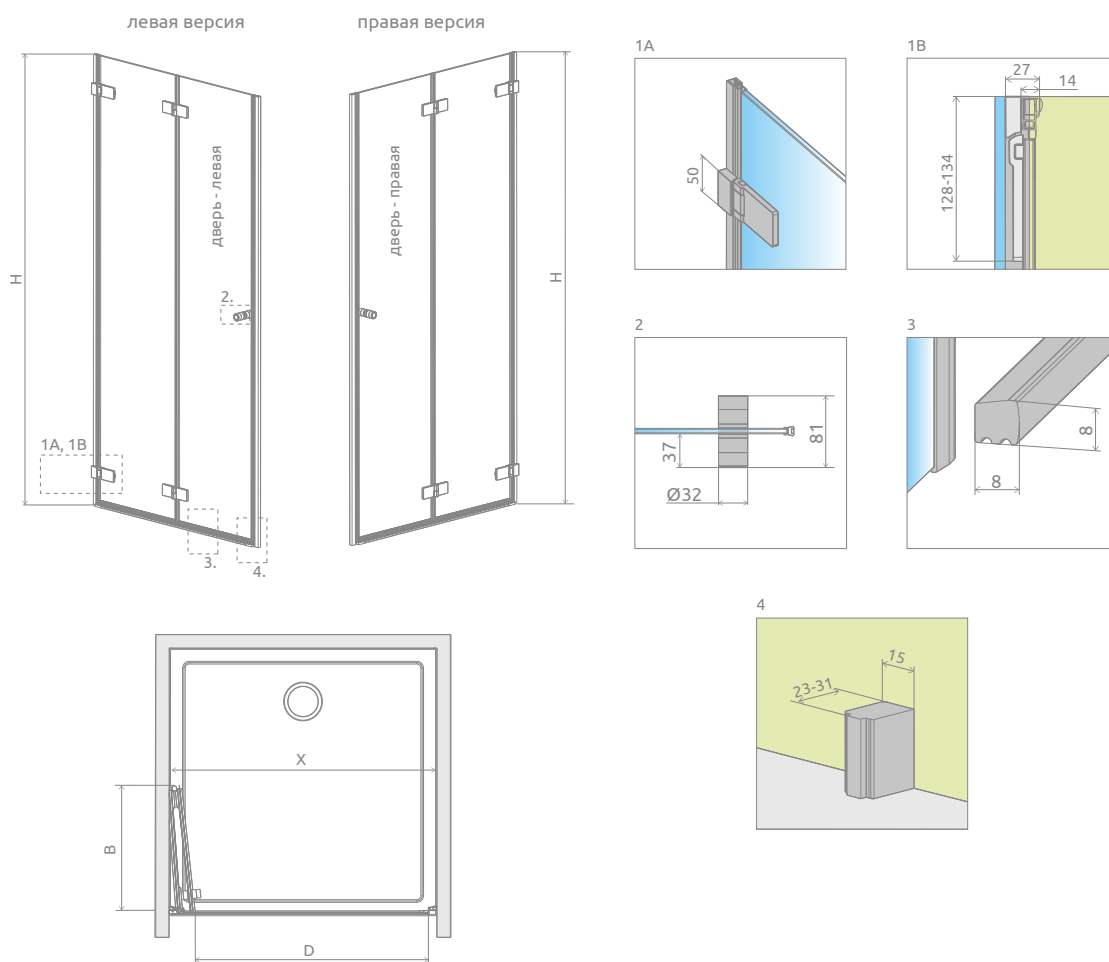 левая версия
правая версия
H
дверь - левая
2.
1A, 1B
3.
4.
дверь - правая
H
1A
50
1B
27
14
128-134
2
37
81
Ø32
3
8
8
X
B
D
4
15
23-31